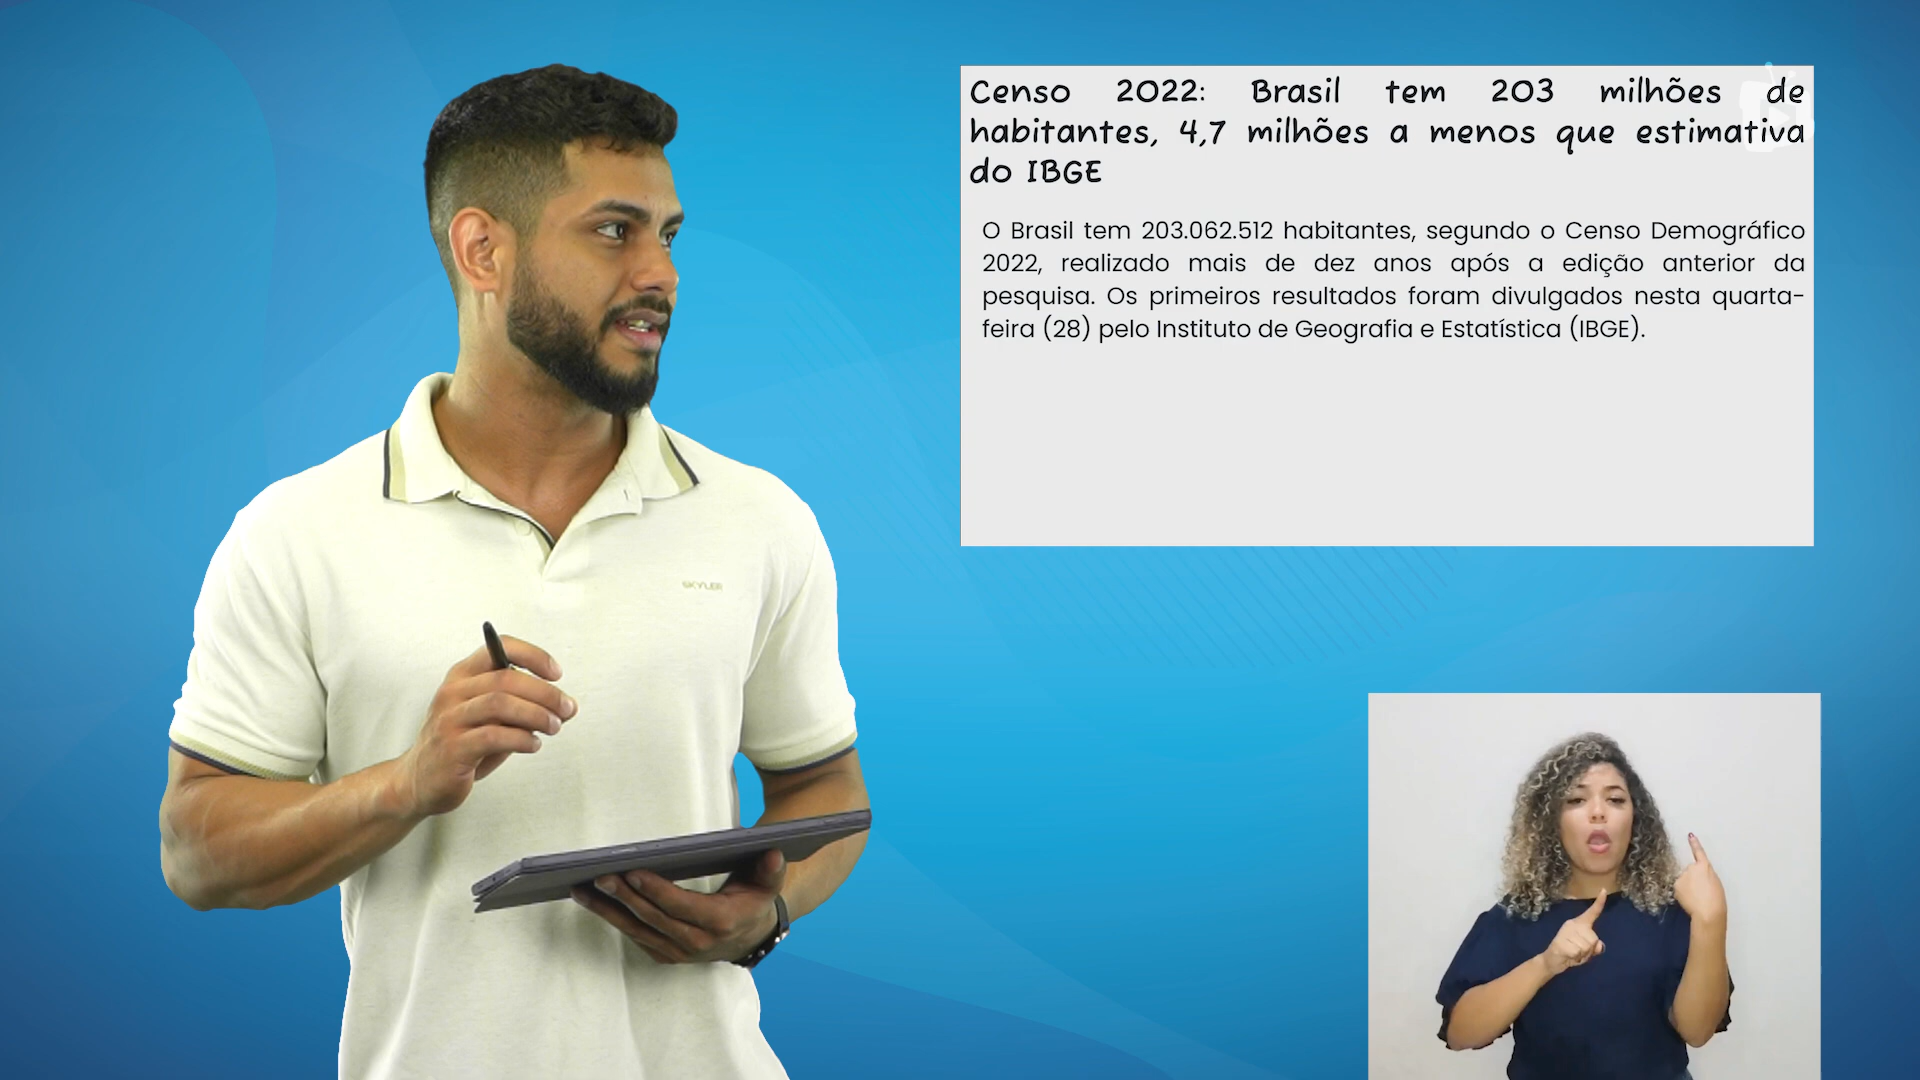 Censo 2022: Brasil tem 203 milhões de
habitantes, 4,7 milhões a menos que estimativa
do IBGE
O Brasil tem 203.062.512 habitantes, segundo o Censo Demográfico
2022, realizado mais de dez anos após a edição anterior da
pesquisa. Os primeiros resultados foram divulgados nesta quarta-
feira (28) pelo Instituto de Geografia e Estatística (IBGE).
SKYLER